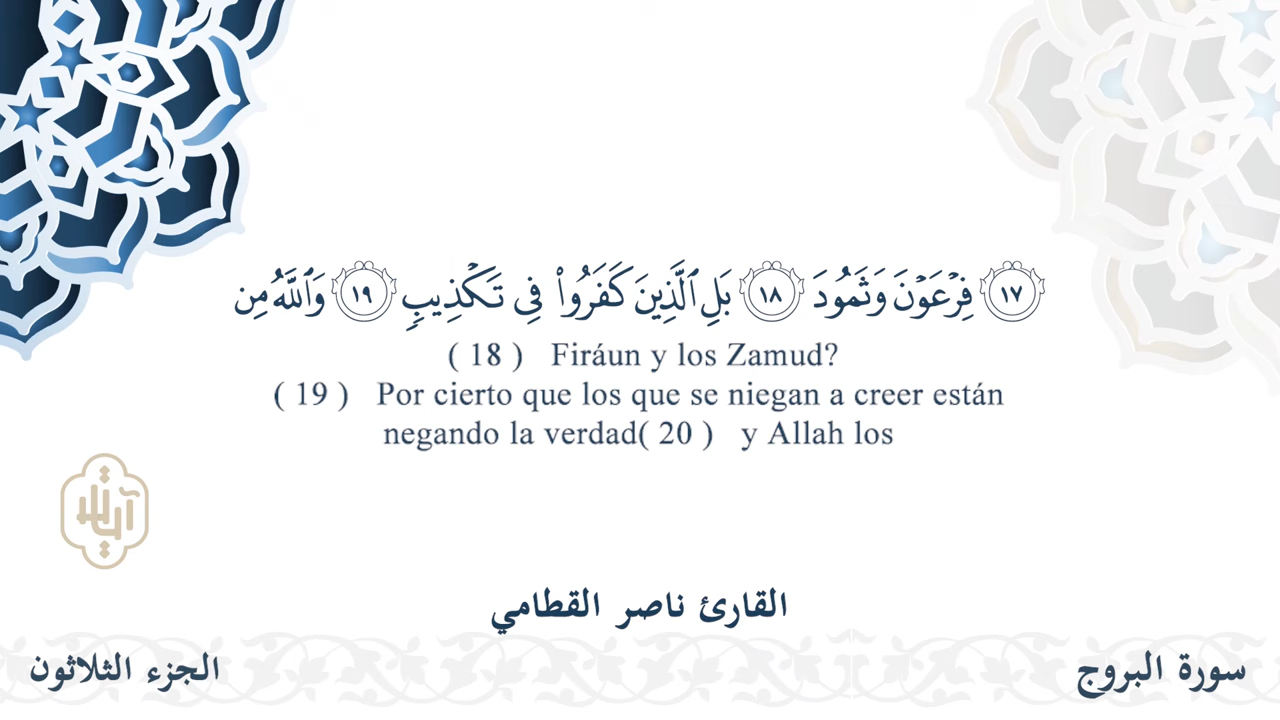 ۝١٧ فِرْعَوْنَ وَثَمُودَ ۝١٨ بَلِ ٱلَّذِينَ كَفَرُوا۟ فِى تَكْذِيبٍۢ ۝١٩ وَٱللَّهُ مِن
( 18 ) Firáun y los Zamud?
( 19 ) Por cierto que los que se niegan a creer están
negando la verdad( 20 ) y Allah los
القارئ ناصر القطامي
سورة البروج
الجزء الثلاثون